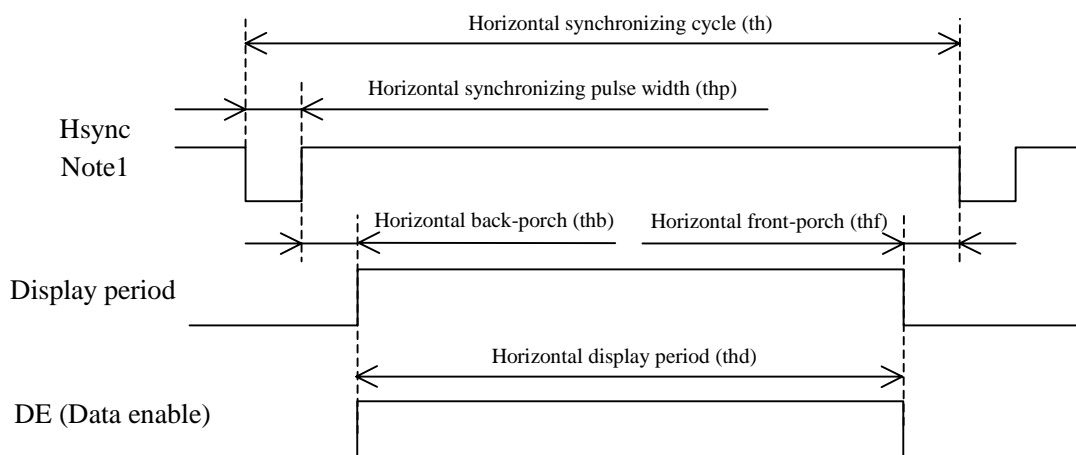 Horizontal synchronizing cycle (th)
Horizontal synchronizing pulse width (thp)
Hsync
Note1
Horizontal back-porch (thb)
Horizontal front-porch (thf)
Display period
Horizontal display period (thd)
DE (Data enable)